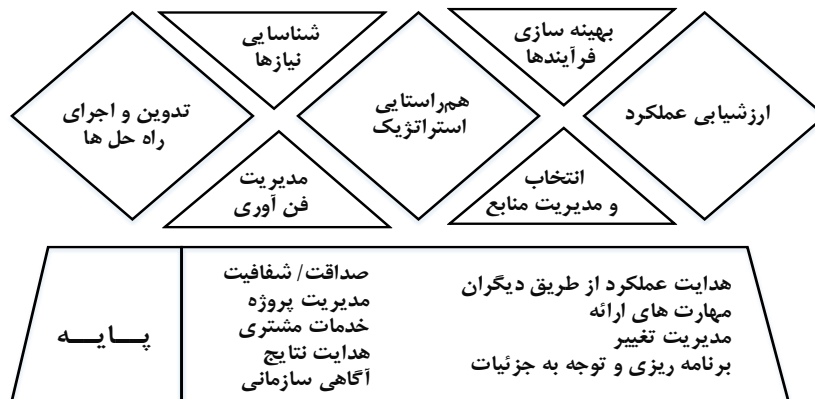 بهینه سازی
فرآیندها
شناسایی
نیازها
ارزشیابی عملکرد
هم‌راستایی
استراتژیک
تدوین و اجرای
راه حل ها
انتخاب
و مدیریت منابع
مدیریت
فن آوری
هدایت عملکرد از طریق دیگران
مهارت های ارائه
مدیریت تغییر
برنامه ریزی و توجه به جزئیات
صداقت/ شفافیت
مدیریت پروژه
خدمات مشتری
هدایت نتایج
آگاهی سازمانی
پـــایـــه